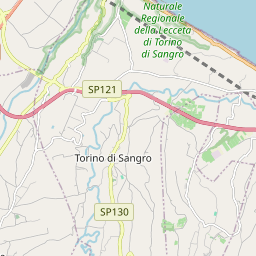 Naturale
Regionale
della Lecceta
di Torino
di Sangro
SP121
Torino di Sangro
SP130